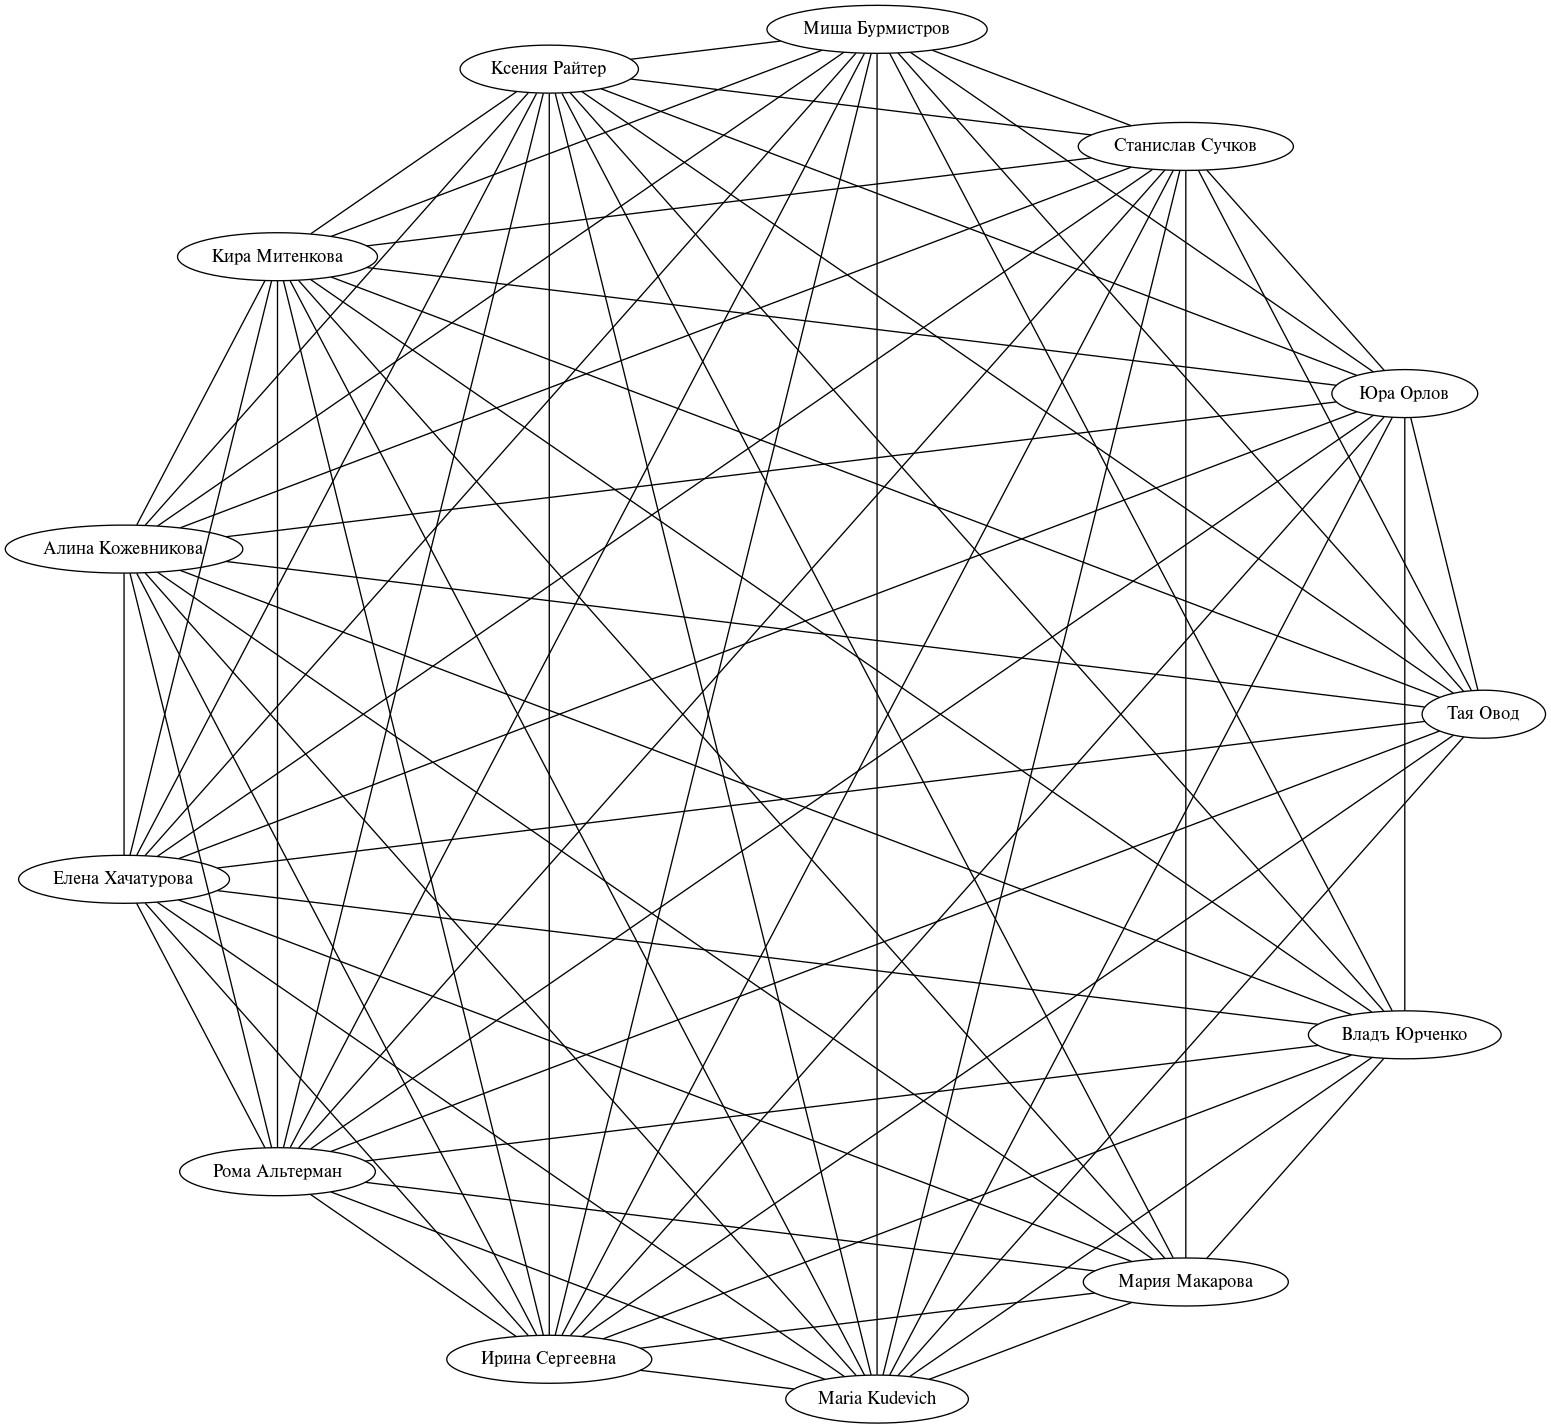 Миша Бурмистров
Ксения Райтер
Станислав Сучков
Кира Митенкова
Юра Орлов
Алина Кожевникова
Тая Овод
Елена Хачатурова
Владъ Юрченко
Рома Альтерман
Мария Макарова
Ирина Сергеевна
Maria Kudevich